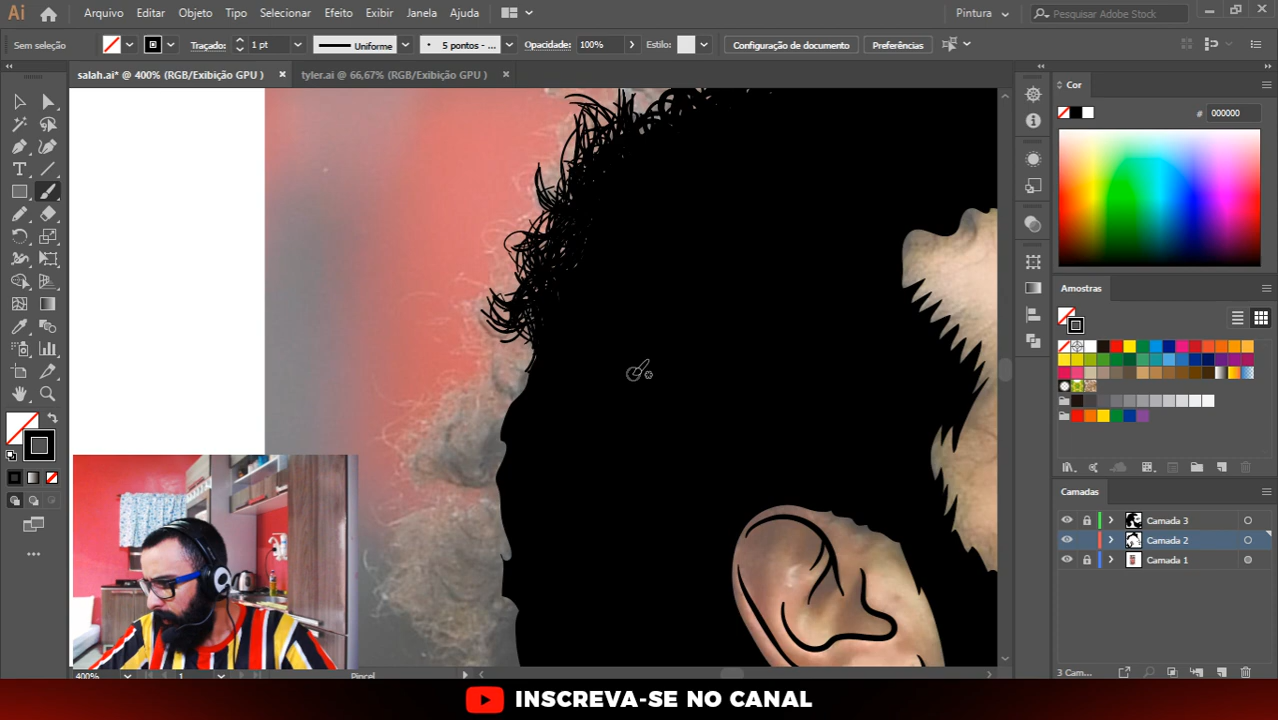 Ai
Arquivo Editar Objeto Tipo Selecionar Efeito Exibir Janela Ajuda
Pintura
Pesquisar Adobe Stock
Sem seleção
Traçado:
1 pt
Uniforme
5 pontos - ...
Opacidade:
100%
Estilo:
Configuração de documento
Preferências
salah.ai* @ 400% (RGB/Exibição GPU )
tyler.ai @ 66,67% (RGB/Exibição GPU )
Cor
# 000000
Amostras
Camadas
Camada 3
Camada 2
Camada 1
3 Cam...
400%
1
Pincel
INSCREVA-SE NO CANAL